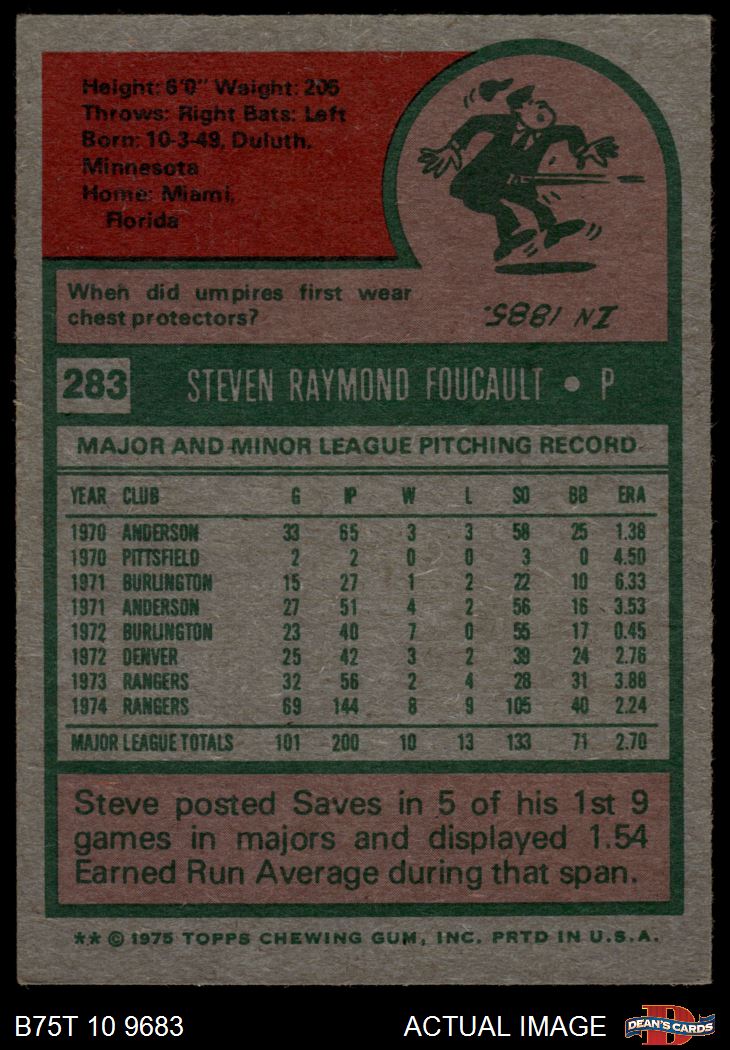 Height: 6'0" Weight: 205
Throws: Right Bats: Left
Born: 10-3-49, Duluth,
Minnesota
Home: Miami,
Florida
When did umpires first wear
chest protectors?
IN 1885.
283 STEVEN RAYMOND FOUCAULT • P
MAJOR AND MINOR LEAGUE PITCHING RECORD
YEAR CLUB G IP W L SO BB ERA
1970 ANDERSON 33 65 3 3 58 25 1.38
1970 PITTSFIELD 2 2 0 0 3 0 4.50
1971 BURLINGTON 15 27 1 2 22 10 6.33
1971 ANDERSON 27 51 4 2 56 16 3.53
1972 BURLINGTON 23 40 7 0 55 17 0.45
1972 DENVER 25 42 3 2 39 24 2.76
1973 RANGERS 32 56 2 4 28 31 3.88
1974 RANGERS 69 144 8 9 105 40 2.24
MAJOR LEAGUE TOTALS 101 200 10 13 133 71 2.70
Steve posted Saves in 5 of his 1st 9
games in majors and displayed 1.54
Earned Run Average during that span.
** © 1975 TOPPS CHEWING GUM, INC. PRTD IN U.S.A.
B75T 10 9683 ACTUAL IMAGE D DEAN'S CARDS